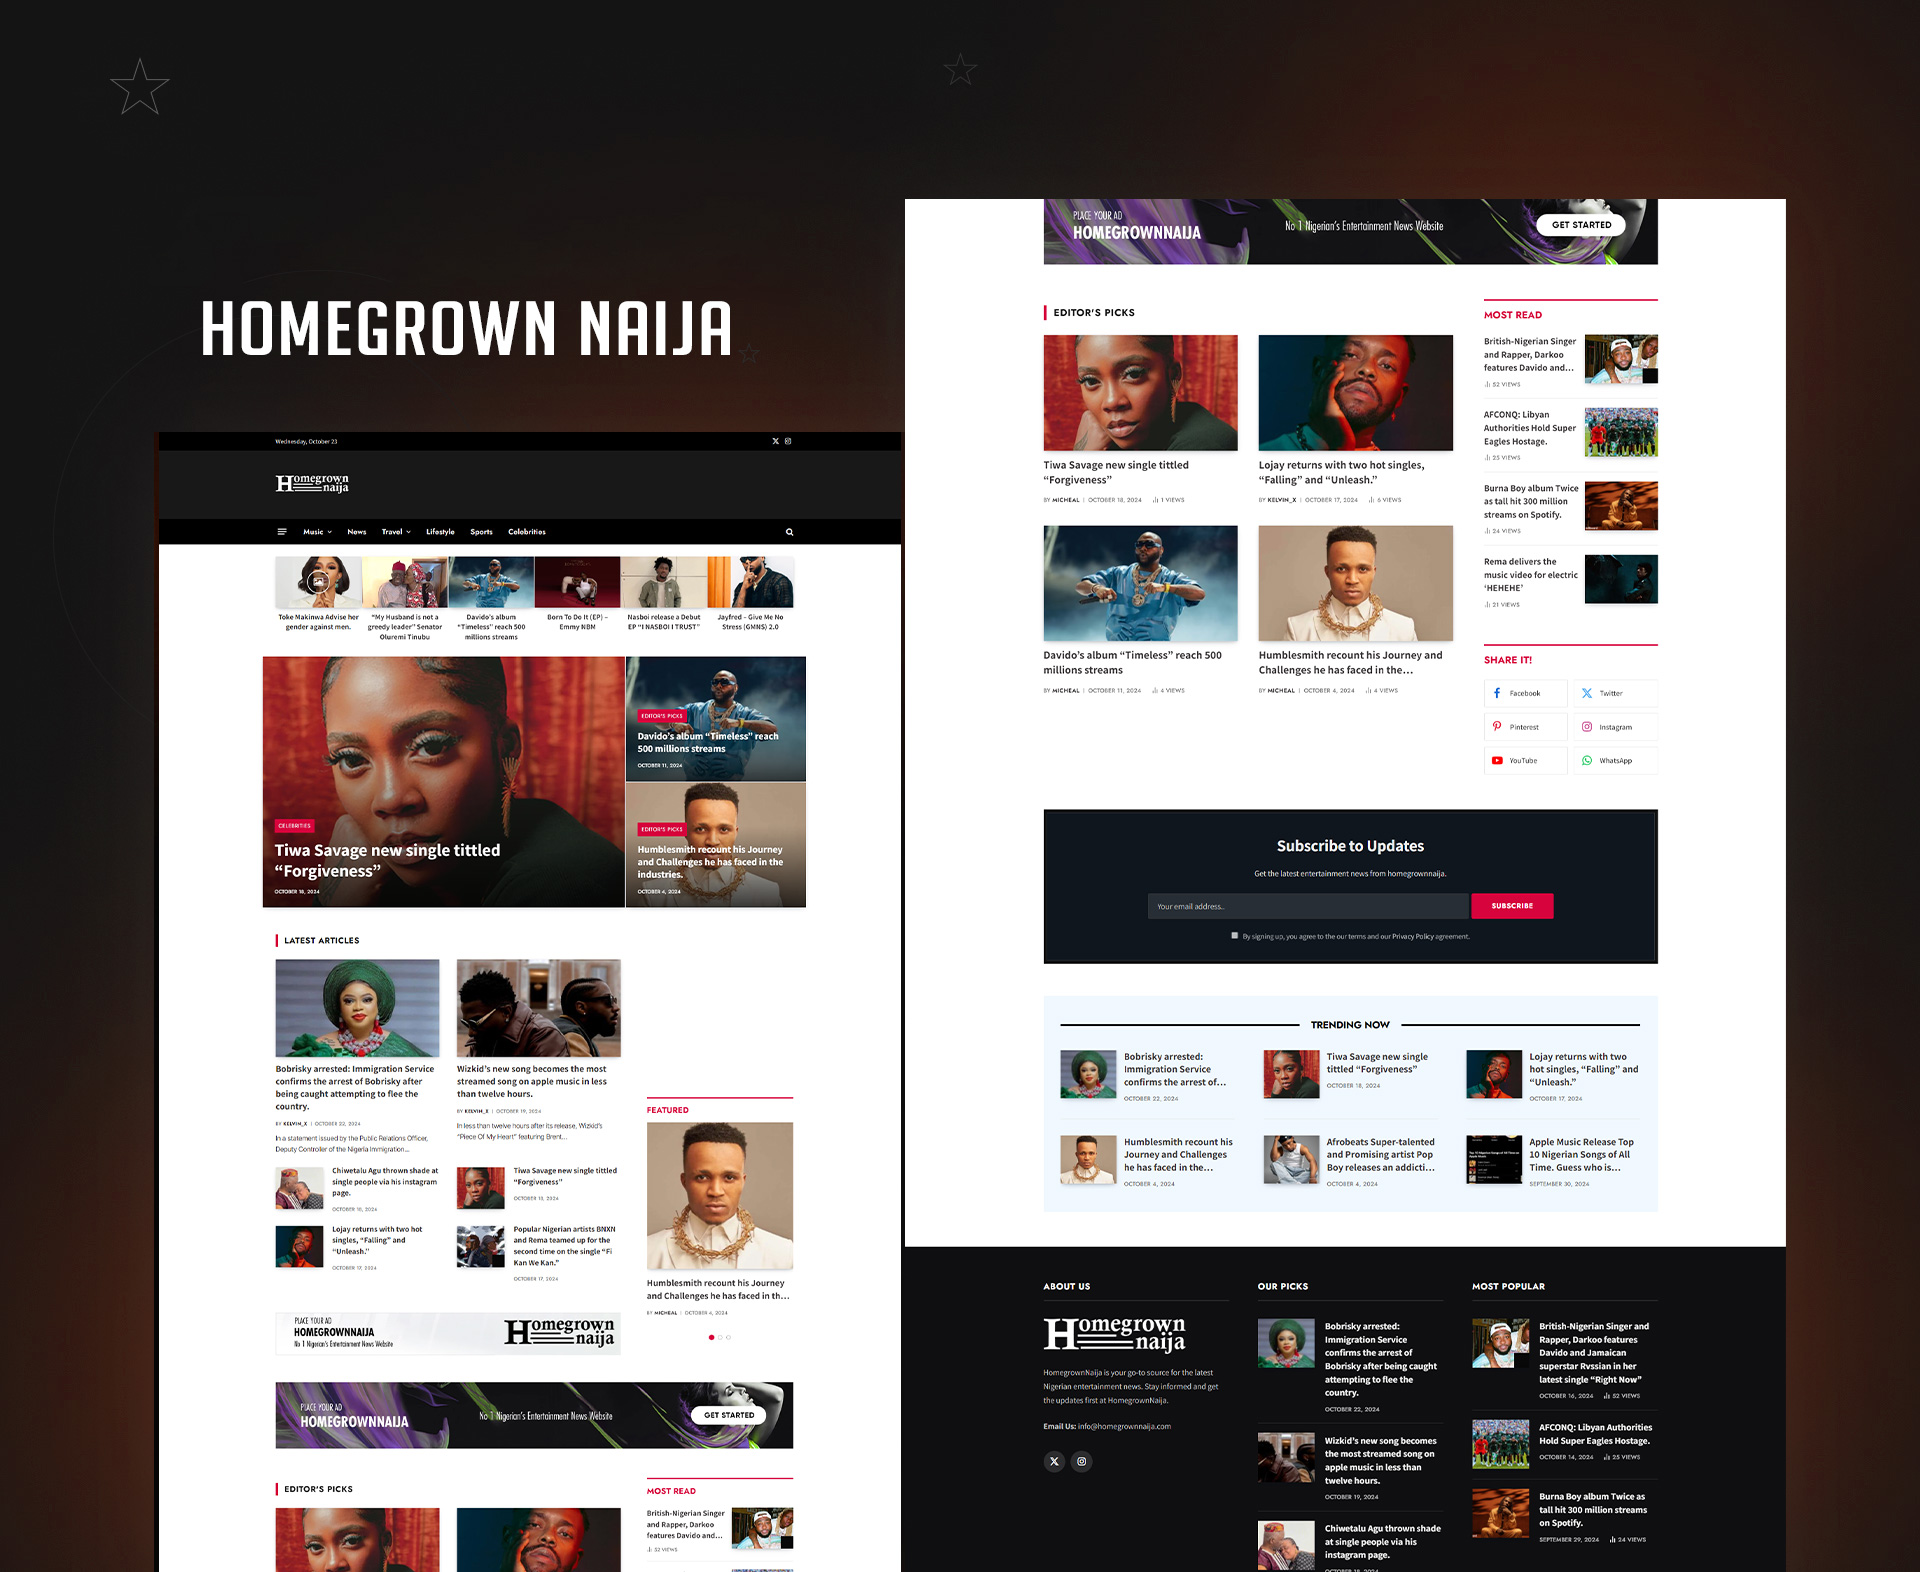 HOMEGROWN NAIJA
Wednesday, October 23
Homegrown
naija
Music
News
Travel
Lifestyle
Sports
Celebrities
Toke Makinwa Advise her
gender against men.
“My Husband is not a
greedy leader” Senator
Oluremi Tinubu
Davido’s album
“Timeless” reach 500
millions streams
Born To Do It (EP) –
Emmy NBM
Nasboi release a Debut
EP “I NASBOI I TRUST”
Jayfred - Give Me No
Stress (GMNS) 2.0
CELEBRITIES
Tiwa Savage new single tittled
“Forgiveness”
OCTOBER 18, 2024
EDITOR'S PICKS
Davido’s album “Timeless” reach
500 millions streams
OCTOBER 11, 2024
EDITOR'S PICKS
Humblesmith recount his Journey
and Challenges he has faced in the
industries.
OCTOBER 4, 2024
LATEST ARTICLES
Bobrisky arrested: Immigration Service
confirms the arrest of Bobrisky after
being caught attempting to flee the
country.
BY KELVIN_X | OCTOBER 22, 2024
In a statement issued by the Public Relations Officer,
Deputy Controller of the Nigeria Immigration...
Wizkid’s new song becomes the most
streamed song on apple music in less
than twelve hours.
BY KELVIN_X | OCTOBER 19, 2024
In less than twelve hours after its release, Wizkid’s
“Piece Of My Heart” featuring Brent...
Chiwetalu Agu thrown shade at
single people via his instagram
page.
OCTOBER 18, 2024
Tiwa Savage new single tittled
“Forgiveness”
OCTOBER 18, 2024
Lojay returns with two hot
singles, “Falling” and
“Unleash.”
OCTOBER 17, 2024
Popular Nigerian artists BNXN
and Rema teamed up for the
second time on the single “Fi
Kan We Kan.”
OCTOBER 17, 2024
FEATURED
Humblesmith recount his Journey
and Challenges he has faced in th...
BY MICHEAL | OCTOBER 4, 2024
PLACE YOUR AD
HOMEGROWNNAIJA
No 1 Nigerian's Entertainment News Website
Homegrown
naija
PLACE YOUR AD
HOMEGROWNNAIJA
No 1 Nigerian's Entertainment News Website
GET STARTED
EDITOR'S PICKS
MOST READ
British-Nigerian Singer
and Rapper, Darkoo
features Davido and...
52 VIEWS
PLACE YOUR AD
HOMEGROWNNAIJA
No 1 Nigerian's Entertainment News Website
GET STARTED
EDITOR'S PICKS
Tiwa Savage new single tittled
“Forgiveness”
BY MICHEAL | OCTOBER 18, 2024 1 VIEWS
Lojay returns with two hot singles,
“Falling” and “Unleash.”
BY KELVIN_X | OCTOBER 17, 2024 6 VIEWS
Davido’s album “Timeless” reach 500
millions streams
BY MICHEAL | OCTOBER 11, 2024 4 VIEWS
Humblesmith recount his Journey and
Challenges he has faced in the...
BY MICHEAL | OCTOBER 4, 2024 4 VIEWS
MOST READ
British-Nigerian Singer
and Rapper, Darkoo
features Davido and...
52 VIEWS
AFCONQ: Libyan
Authorities Hold Super
Eagles Hostage.
25 VIEWS
Burna Boy album Twice
as tall hit 300 million
streams on Spotify.
24 VIEWS
Rema delivers the
music video for electric
‘HEHEHE’
21 VIEWS
SHARE IT!
Facebook
Twitter
Pinterest
Instagram
YouTube
WhatsApp
Subscribe to Updates
Get the latest entertainment news from homegrownnaija.
Your email address..
SUBSCRIBE
By signing up, you agree to the our terms and our Privacy Policy agreement.
TRENDING NOW
Bobrisky arrested:
Immigration Service
confirms the arrest of...
OCTOBER 22, 2024
Tiwa Savage new single
tittled “Forgiveness”
OCTOBER 18, 2024
Lojay returns with two
hot singles, “Falling” and
“Unleash.”
OCTOBER 17, 2024
Humblesmith recount his
Journey and Challenges
he has faced in the...
OCTOBER 4, 2024
Afrobeats Super-talented
and Promising artist Pop
Boy releases an addicti...
OCTOBER 4, 2024
Apple Music Release Top
10 Nigerian Songs of All
Time. Guess who is...
SEPTEMBER 30, 2024
ABOUT US
Homegrown
naija
HomegrownNaija is your go-to source for the latest
Nigerian entertainment news. Stay informed and get
the updates first at HomegrownNaija.
Email Us: info@homegrownnaija.com
OUR PICKS
Bobrisky arrested:
Immigration Service
confirms the arrest of
Bobrisky after being caught
attempting to flee the
country.
OCTOBER 22, 2024
Wizkid’s new song becomes
the most streamed song on
apple music in less than
twelve hours.
OCTOBER 19, 2024
Chiwetalu Agu thrown shade
at single people via his
instagram page.
MOST POPULAR
British-Nigerian Singer and
Rapper, Darkoo features
Davido and Jamaican
superstar Rvssian in her
latest single “Right Now”
OCTOBER 16, 2024 52 VIEWS
AFCONQ: Libyan Authorities
Hold Super Eagles Hostage.
OCTOBER 14, 2024 25 VIEWS
Burna Boy album Twice as
tall hit 300 million streams
on Spotify.
SEPTEMBER 29, 2024 24 VIEWS